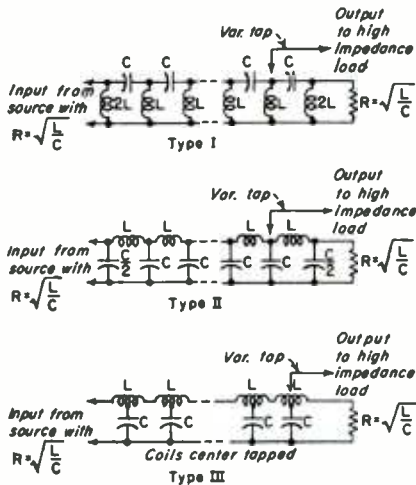 Var. tap
Output
to high
Impedance
load
C C C C
Input from
source with
R=√L/C
2L L L L L 2L
R=√L/C
Type I
Var. tap
Output
to high
impedance
load
L L L L
Input from
source with
R=√L/C
C/2 C C C C C/2
R=√L/C
Type II
Var. tap
Output
to high
impedance
load
L L L L
Input from
source with
R=√L/C
C C C C
R=√L/C
Coils center tapped
Type III